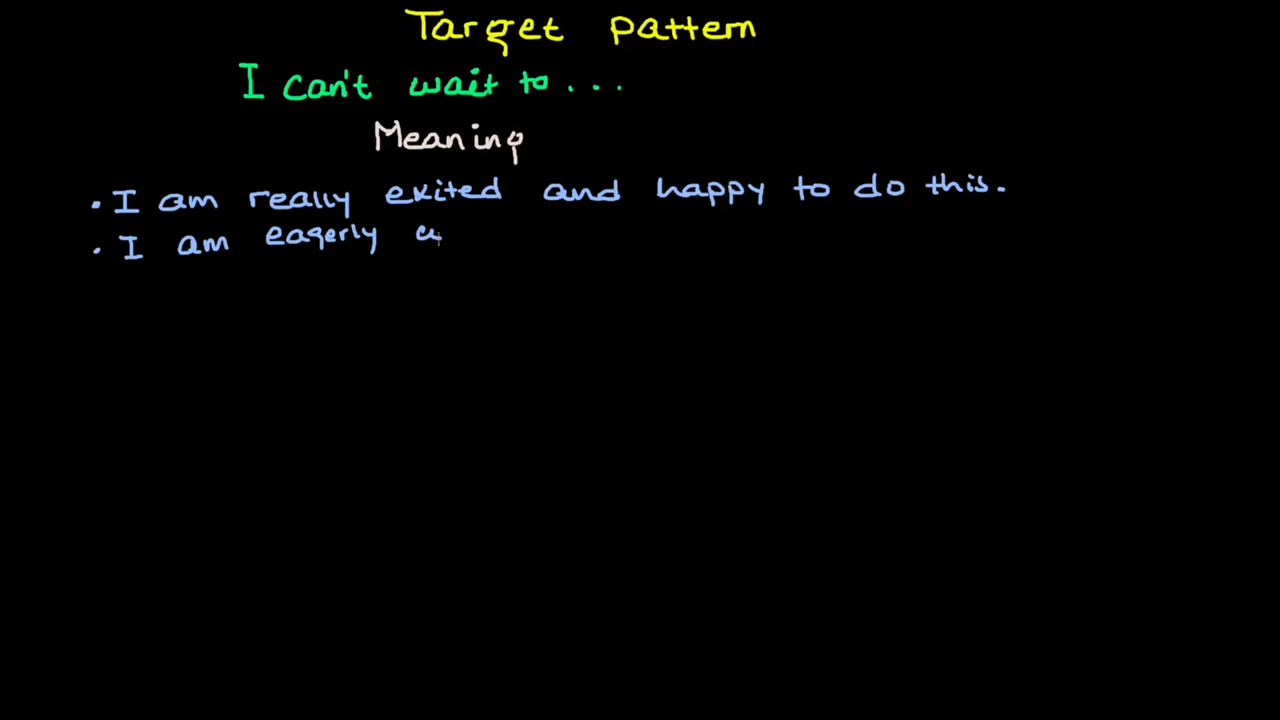 Target pattern
I can't wait to...
Meaning
• I am really exited and happy to do this.
• I am eagerly